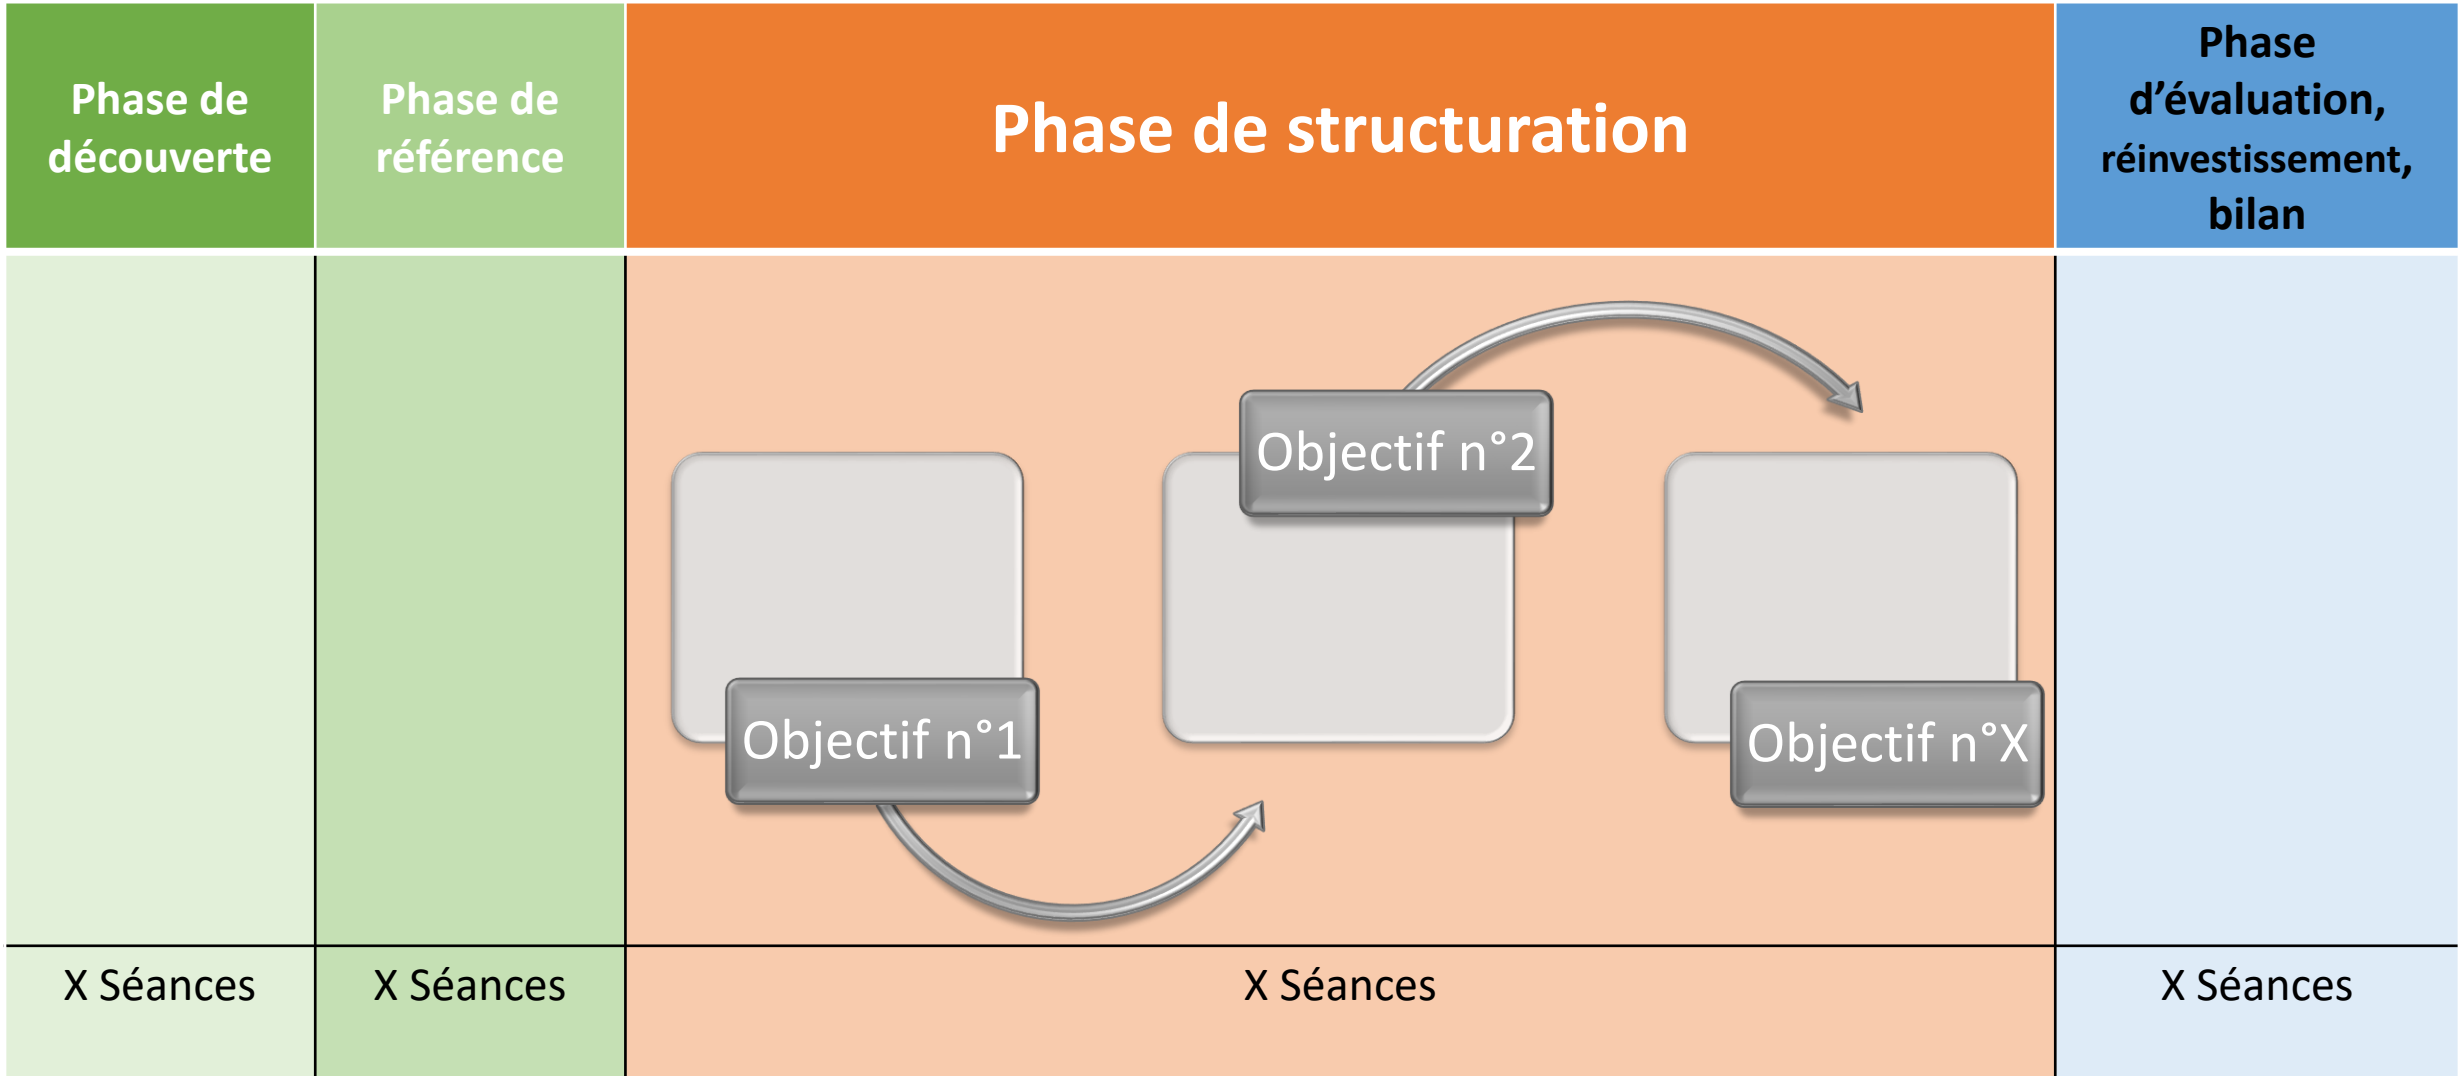 Phase de
découverte
Phase de
référence
Phase de structuration
Phase
d’évaluation,
réinvestissement,
bilan
Objectif n°1
Objectif n°2
Objectif n°X
X Séances
X Séances
X Séances
X Séances